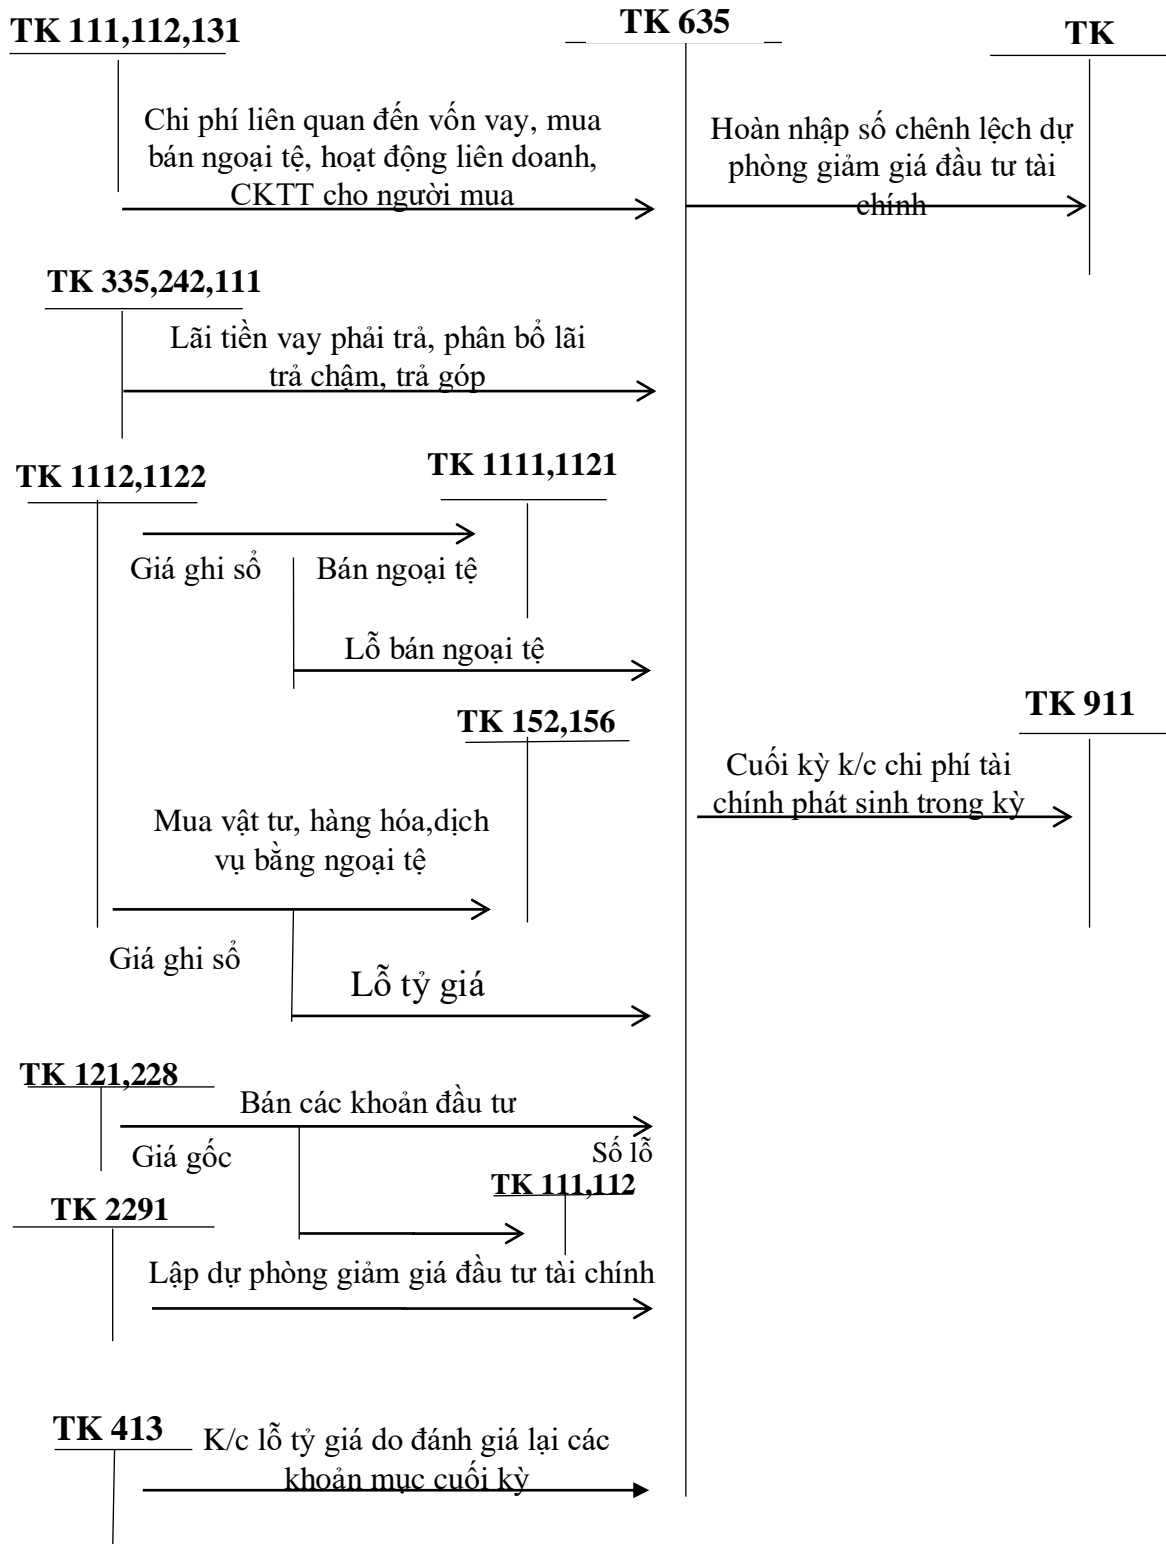 TK 111,112,131
TK 635
TK
Chi phí liên quan đến vốn vay, mua
bán ngoại tệ, hoạt động liên doanh,
CKTT cho người mua
Hoàn nhập số chênh lệch dự
phòng giảm giá đầu tư tài
chính
TK 335,242,111
Lãi tiền vay phải trả, phân bổ lãi
trả chậm, trả góp
TK 1112,1122
TK 1111,1121
Giá ghi sổ
Bán ngoại tệ
Lỗ bán ngoại tệ
TK 152,156
TK 911
Cuối kỳ k/c chi phí tài
chính phát sinh trong kỳ
Mua vật tư, hàng hóa,dịch
vụ bằng ngoại tệ
Giá ghi sổ
Lỗ tỷ giá
TK 121,228
Bán các khoản đầu tư
Giá gốc
Số lỗ
TK 111,112
TK 2291
Lập dự phòng giảm giá đầu tư tài chính
TK 413
K/c lỗ tỷ giá do đánh giá lại các
khoản mục cuối kỳ